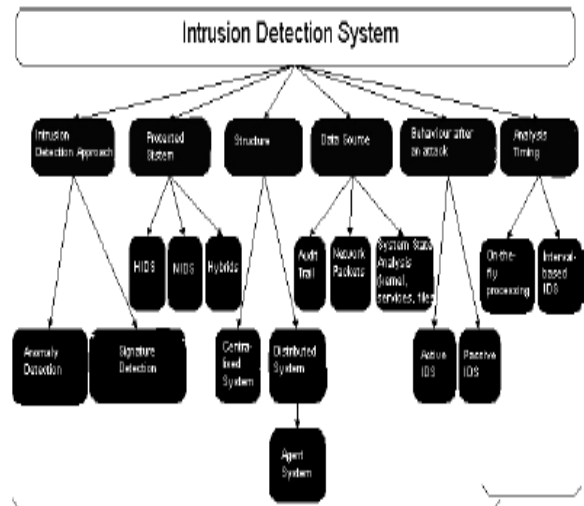 Intrusion Detection System
Intrusion
Detection Approach
Protected
System
Structure
Data Source
Behaviour after
an attack
Analysis
Timing
HIDS
NIDS
Hybrids
Audit
Trail
Network
Packets
System State
Analysis
(kernel,
services, files
On-the-
fly
processing
Interval-
based
IDS
Anomaly
Detection
Signature
Detection
Centra-
lised
System
Distributed
System
Active
IDS
Passive
IDS
Agent
System